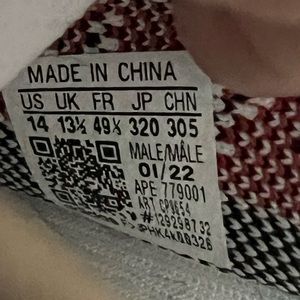 MADE IN CHINA
US UK FR JP CHN
14 13½ 49⅓ 320 305
MALE/MÂLE
01/22
APE 779001
ART CP9654
#129298732